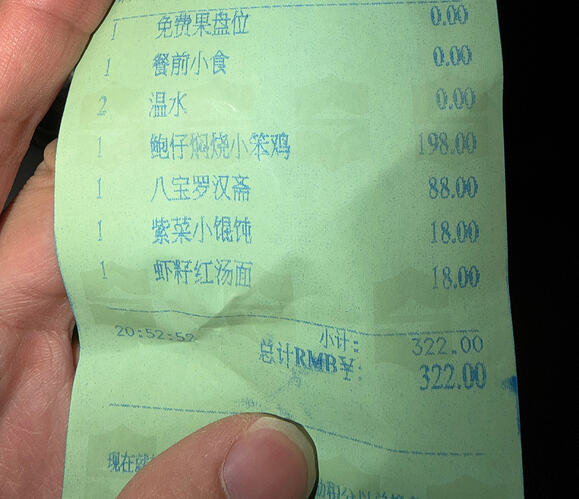 1 免费果盘位 0.00
1 餐前小食 0.00
2 温水 0.00
1 鲍仔焖烧小笨鸡 198.00
1 八宝罗汉斋 88.00
1 紫菜小馄饨 18.00
1 虾籽红汤面 18.00
20:52:52 小计: 322.00
总计RMB¥: 322.00
现在就